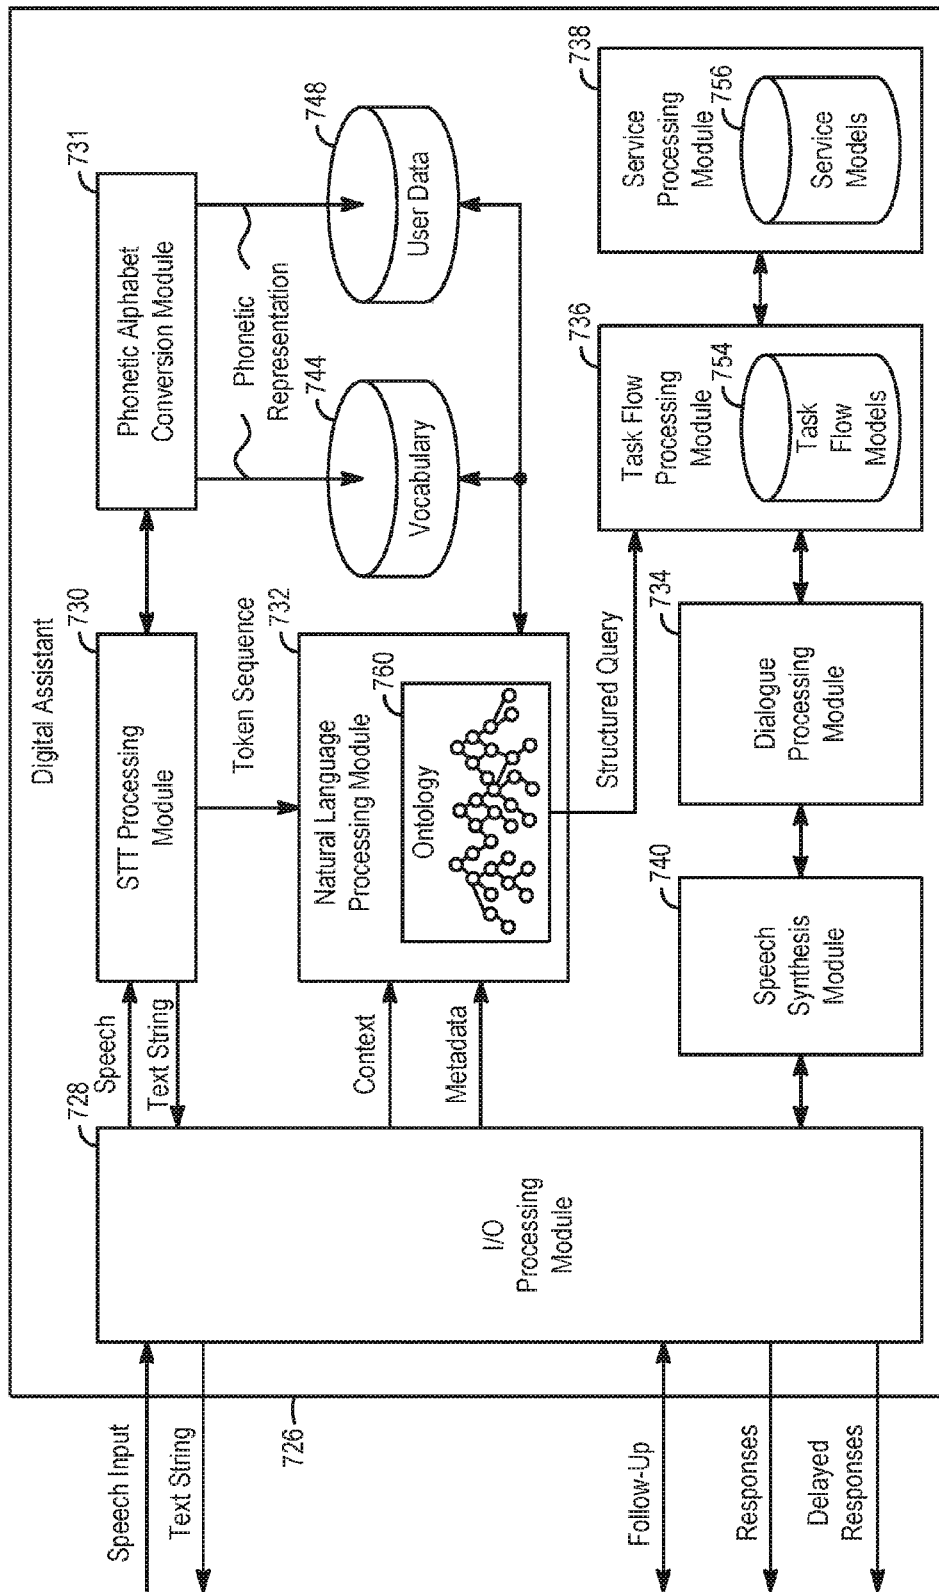 Digital Assistant
726
Speech Input
Text String
Follow-Up
Responses
Delayed
Responses
728
I/O
Processing
Module
Speech
Text String
Context
Metadata
730
STT Processing
Module
731
Phonetic Alphabet
Conversion Module
Phonetic
Representation
Token Sequence
732
Natural Language
Processing Module
760
Ontology
744
Vocabulary
748
User Data
Structured Query
740
Speech
Synthesis
Module
734
Dialogue
Processing
Module
736
Task Flow
Processing
Module
754
Task
Flow
Models
738
Service
Processing
Module
756
Service
Models